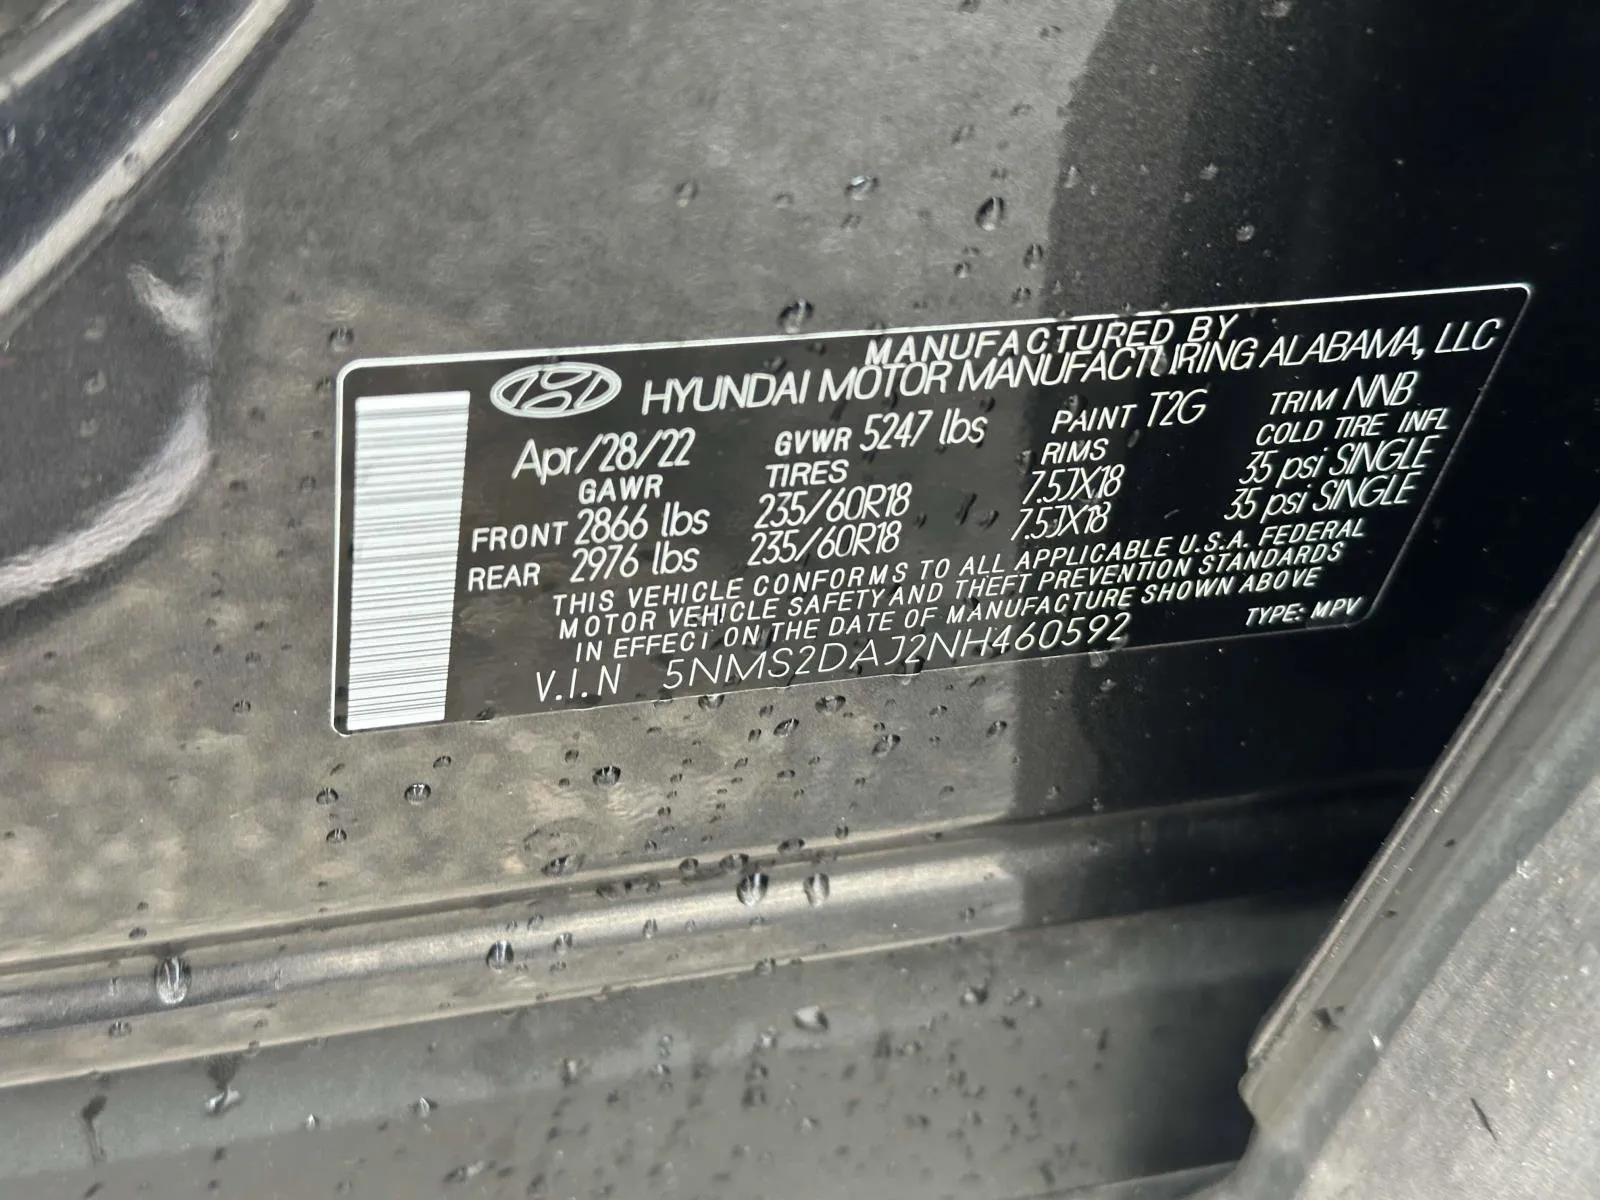 MANUFACTURED BY
HYUNDAI MOTOR MANUFACTURING ALABAMA, LLC
Apr/28/22 GVWR 5247 lbs PAINT T2G TRIM NNB
GAWR TIRES RIMS COLD TIRE INFL
FRONT 2866 lbs 235/60R18 7.5JX18 35 psi SINGLE
REAR 2976 lbs 235/60R18 7.5JX18 35 psi SINGLE
THIS VEHICLE CONFORMS TO ALL APPLICABLE U.S.A. FEDERAL
MOTOR VEHICLE SAFETY AND THEFT PREVENTION STANDARDS
IN EFFECT ON THE DATE OF MANUFACTURE SHOWN ABOVE
V.I.N 5NMS2DAJ2NH460592 TYPE: MPV